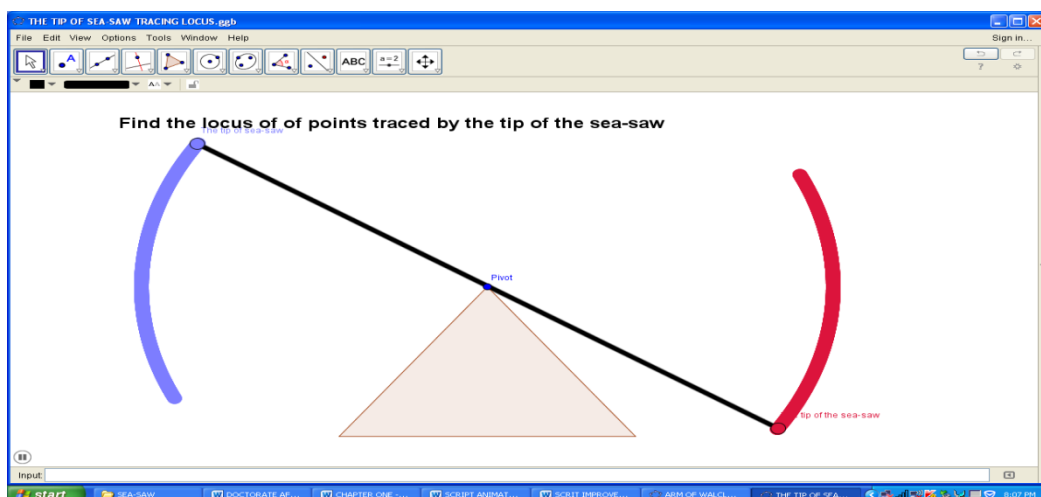 THE TIP OF SEA-SAW TRACING LOCUS.ggb
File Edit View Options Tools Window Help
Sign in...
ABC
a=2
AA
Find the locus of of points traced by the tip of the sea-saw
The tip of sea-saw
Pivot
tip of the sea-saw
Input:
start
SEA-SAW
DOCTORATE AP...
CHAPTER ONE -...
SCRIPT ANIMAT...
SCRIT IMPROVE...
ARM OF WALCL...
THE TIP OF SEA...
8:07 PM